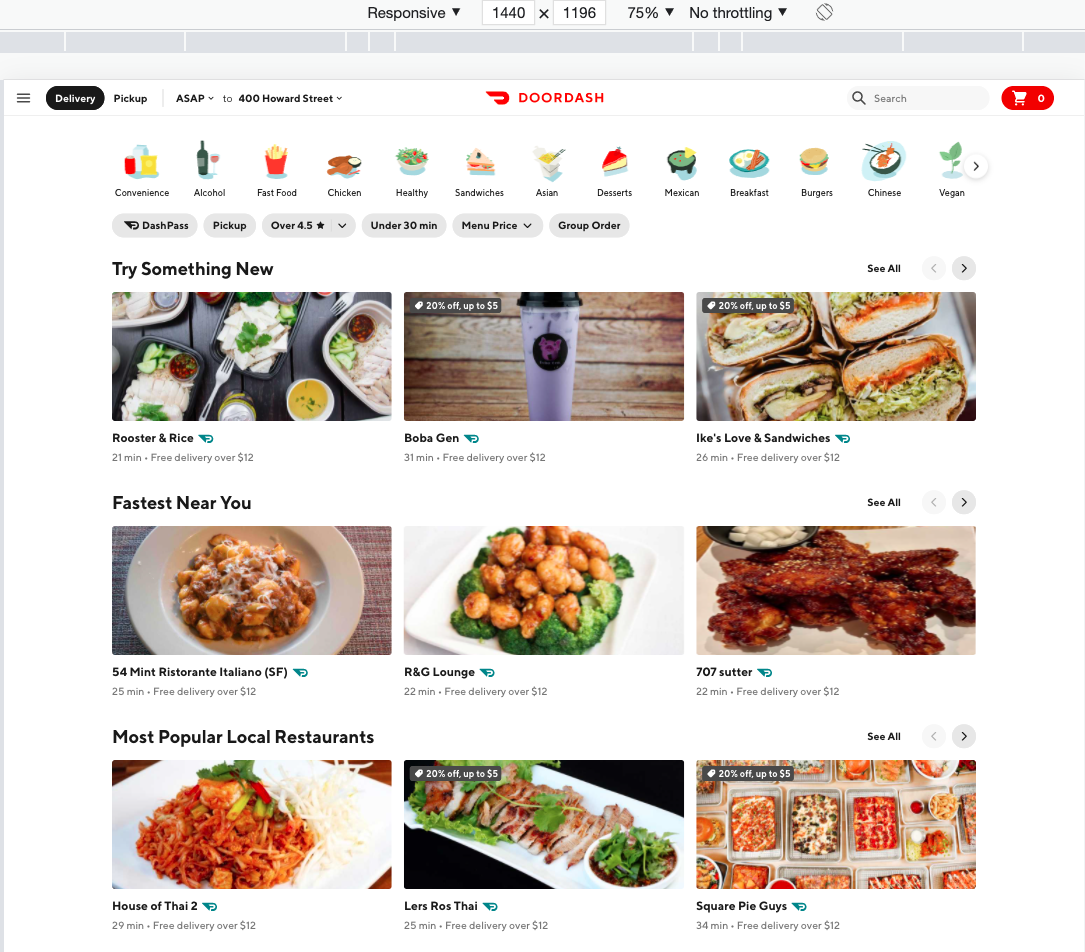 Responsive ▼ 1440 × 1196 75% ▼ No throttling ▼
Delivery Pickup ASAP to 400 Howard Street DOORDASH Search 0
Convenience Alcohol Fast Food Chicken Healthy Sandwiches Asian Desserts Mexican Breakfast Burgers Chinese Vegan
DashPass Pickup Over 4.5 ★ Under 30 min Menu Price Group Order
Try Something New See All
20% off, up to $5 20% off, up to $5
Rooster & Rice Boba Gen Ike's Love & Sandwiches
21 min • Free delivery over $12 31 min • Free delivery over $12 26 min • Free delivery over $12
Fastest Near You See All
54 Mint Ristorante Italiano (SF) R&G Lounge 707 sutter
25 min • Free delivery over $12 22 min • Free delivery over $12 22 min • Free delivery over $12
Most Popular Local Restaurants See All
20% off, up to $5 20% off, up to $5
House of Thai 2 Lers Ros Thai Square Pie Guys
29 min • Free delivery over $12 25 min • Free delivery over $12 34 min • Free delivery over $12